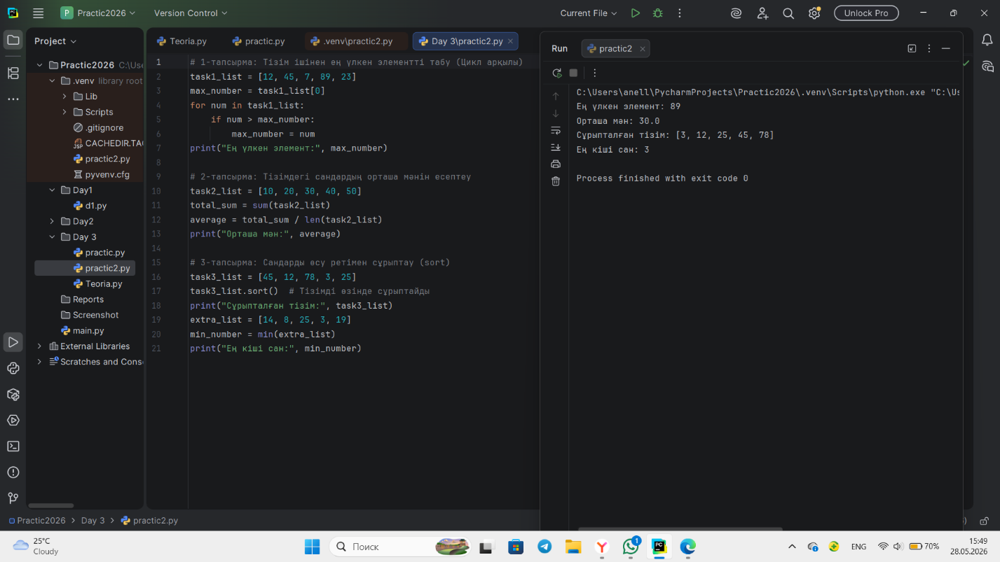 Practic2026
Version Control
Current File
Unlock Pro
Project
Teoria.py
practic.py
.venv\practic2.py
Day 3\practic2.py
Run
practic2
Practic2026 C:\Use
.venv library root
Lib
Scripts
.gitignore
CACHEDIR.TAG
practic2.py
pyvenv.cfg
Day1
d1.py
Day2
Day 3
practic.py
practic2.py
Teoria.py
Reports
Screenshot
main.py
External Libraries
Scratches and Conso
1 # 1-тапсырма: Тізім ішінен ең үлкен элементті табу (Цикл арқылы)
2 task1_list = [12, 45, 7, 89, 23]
3 max_number = task1_list[0]
4 for num in task1_list:
5 if num > max_number:
6 max_number = num
7 print("Ең үлкен элемент:", max_number)
8
9 # 2-тапсырма: Тізімдегі сандардың орташа мәнін есептеу
10 task2_list = [10, 20, 30, 40, 50]
11 total_sum = sum(task2_list)
12 average = total_sum / len(task2_list)
13 print("Орташа мән:", average)
14
15 # 3-тапсырма: Сандарды өсу ретімен сұрыптау (sort)
16 task3_list = [45, 12, 78, 3, 25]
17 task3_list.sort() # Тізімді өзінде сұрыптайды
18 print("Сұрыпталған тізім:", task3_list)
19 extra_list = [14, 8, 25, 3, 19]
20 min_number = min(extra_list)
21 print("Ең кіші сан:", min_number)
C:\Users\anell\PycharmProjects\Practic2026\.venv\Scripts\python.exe "C:\Us
Ең үлкен элемент: 89
Орташа мән: 30.0
Сұрыпталған тізім: [3, 12, 25, 45, 78]
Ең кіші сан: 3
Process finished with exit code 0
Practic2026 > Day 3 > practic2.py
25°C
Cloudy
Поиск
1
ENG
70%
15:49
28.05.2026